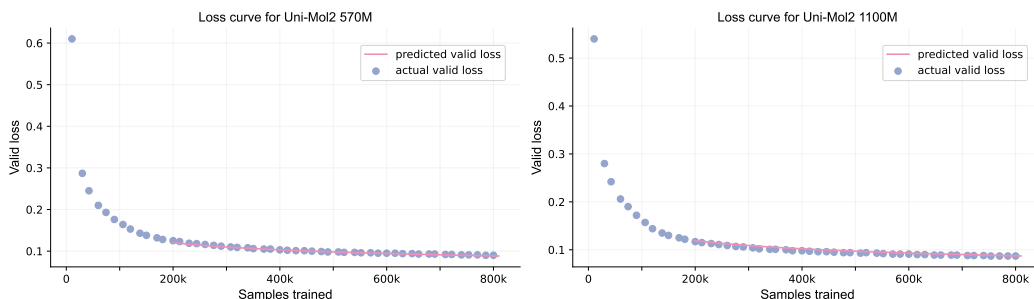 Loss curve for Uni-Mol2 570M
Valid loss
0.6
0.5
0.4
0.3
0.2
0.1
0
200k
400k
600k
800k
Samples trained
predicted valid loss
actual valid loss
Loss curve for Uni-Mol2 1100M
Valid loss
0.5
0.4
0.3
0.2
0.1
0
200k
400k
600k
800k
Samples trained
predicted valid loss
actual valid loss